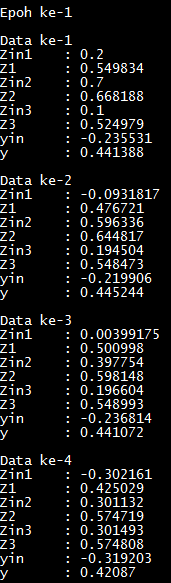 Epoh ke-1
Data ke-1
Zin1 : 0.2
Z1 : 0.549834
Zin2 : 0.7
Z2 : 0.668188
Zin3 : 0.1
Z3 : 0.524979
yin : -0.235531
y : 0.441388
Data ke-2
Zin1 : -0.0931817
Z1 : 0.476721
Zin2 : 0.596336
Z2 : 0.644817
Zin3 : 0.194504
Z3 : 0.548473
yin : -0.219906
y : 0.445244
Data ke-3
Zin1 : 0.00399175
Z1 : 0.500998
Zin2 : 0.397754
Z2 : 0.598148
Zin3 : 0.196604
Z3 : 0.548993
yin : -0.236814
y : 0.441072
Data ke-4
Zin1 : -0.302161
Z1 : 0.425029
Zin2 : 0.301132
Z2 : 0.574719
Zin3 : 0.301493
Z3 : 0.574808
yin : -0.319203
y : 0.42087